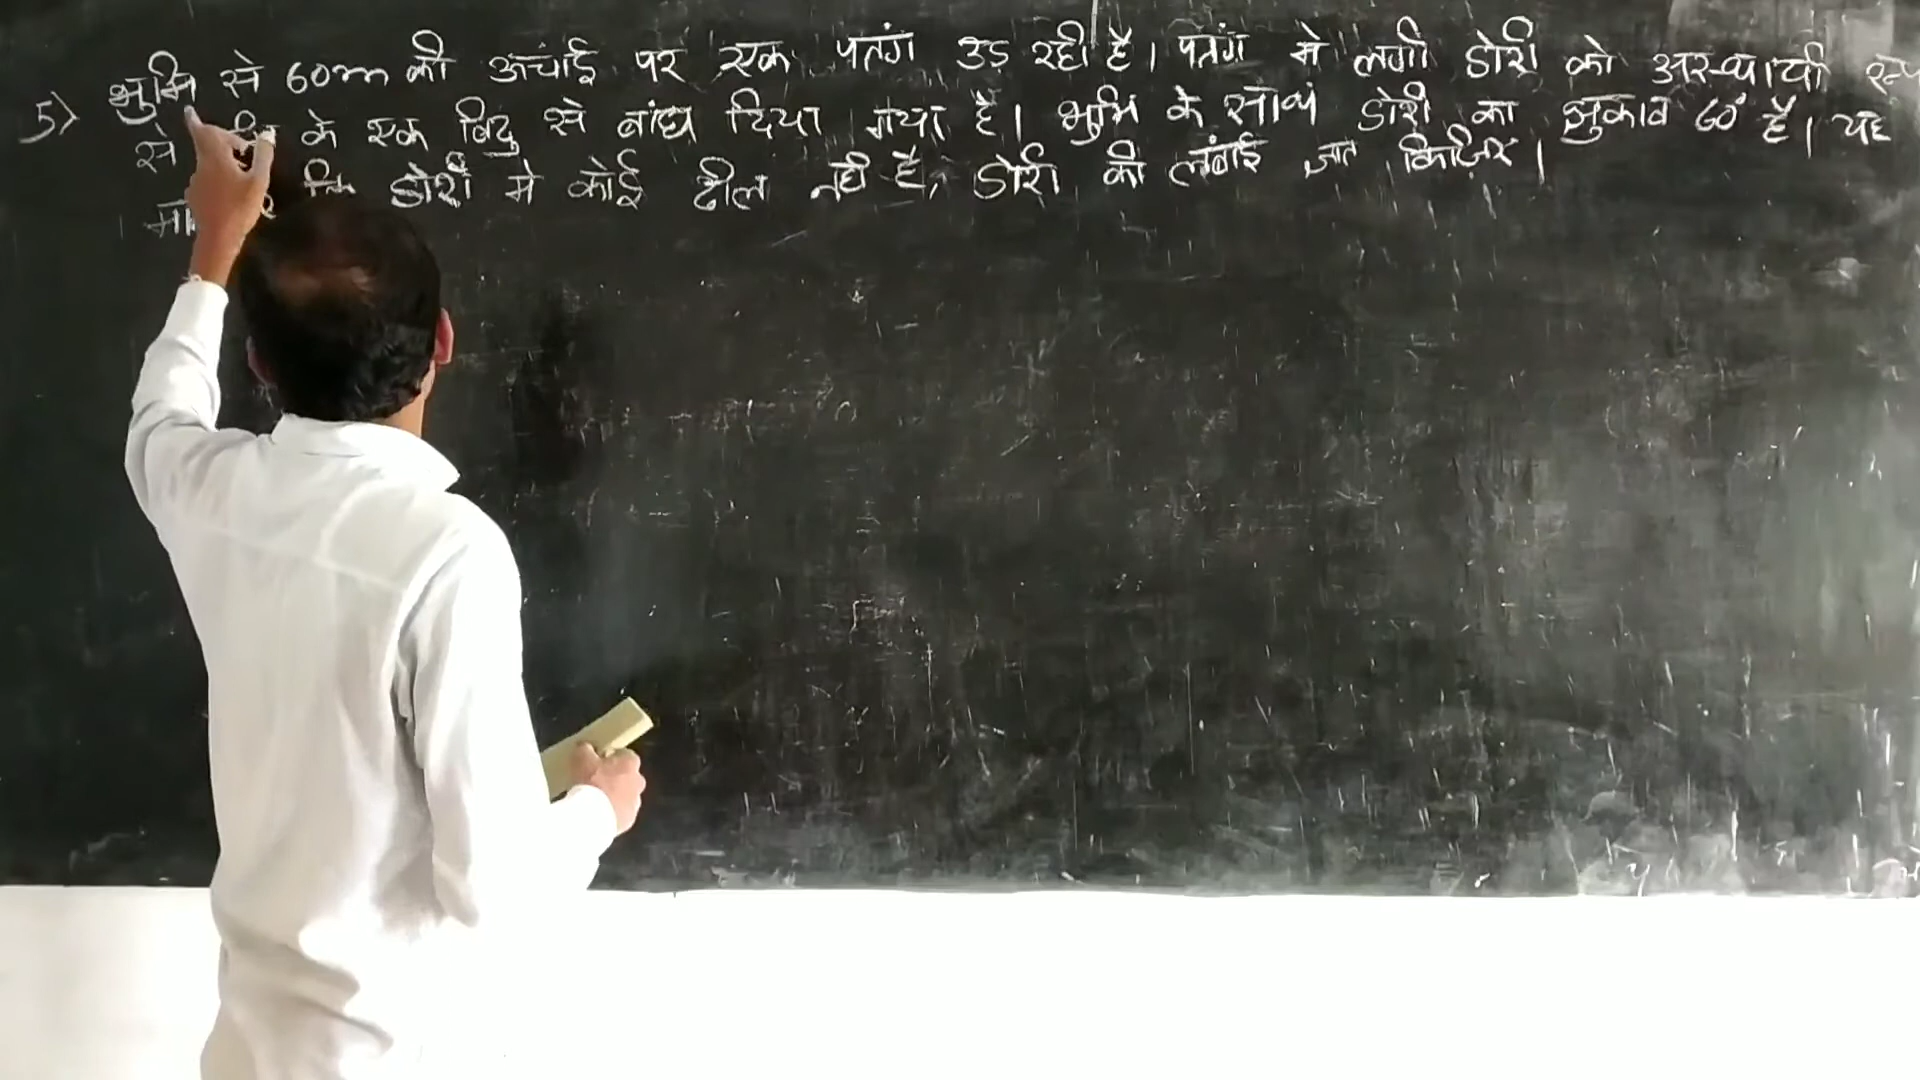 5) भुमि से 60m की ऊंचाई पर एक पतंग उड़ रही है। पतंग मे लगी डोरी को अस्थायी रूप
से के एक बिंदु से बांध दिया गया है। भुमि के साथ डोरी का झुकाव 60° है। यह
कि डोरी मे कोई ढील नही है, डोरी की लंबाई ज्ञात किजिए।